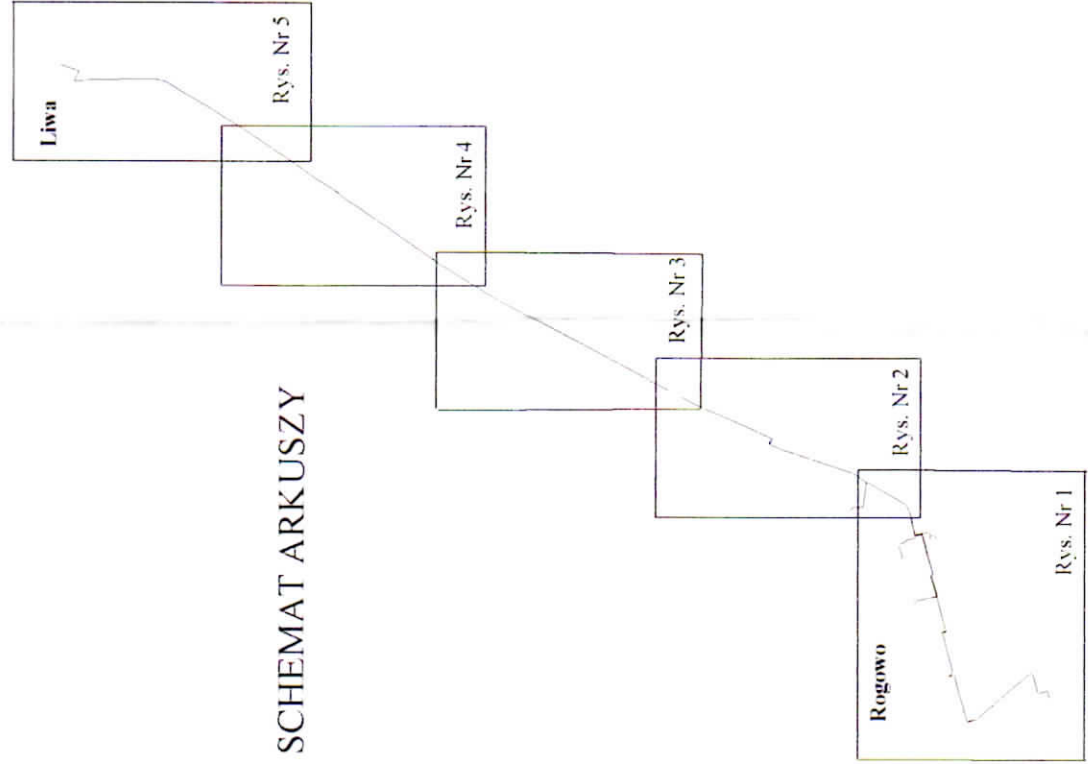 SCHEMAT ARKUSZY
Liwa
Rys. Nr 5
Rys. Nr 4
Rys. Nr 3
Rys. Nr 2
Rogowo
Rys. Nr 1